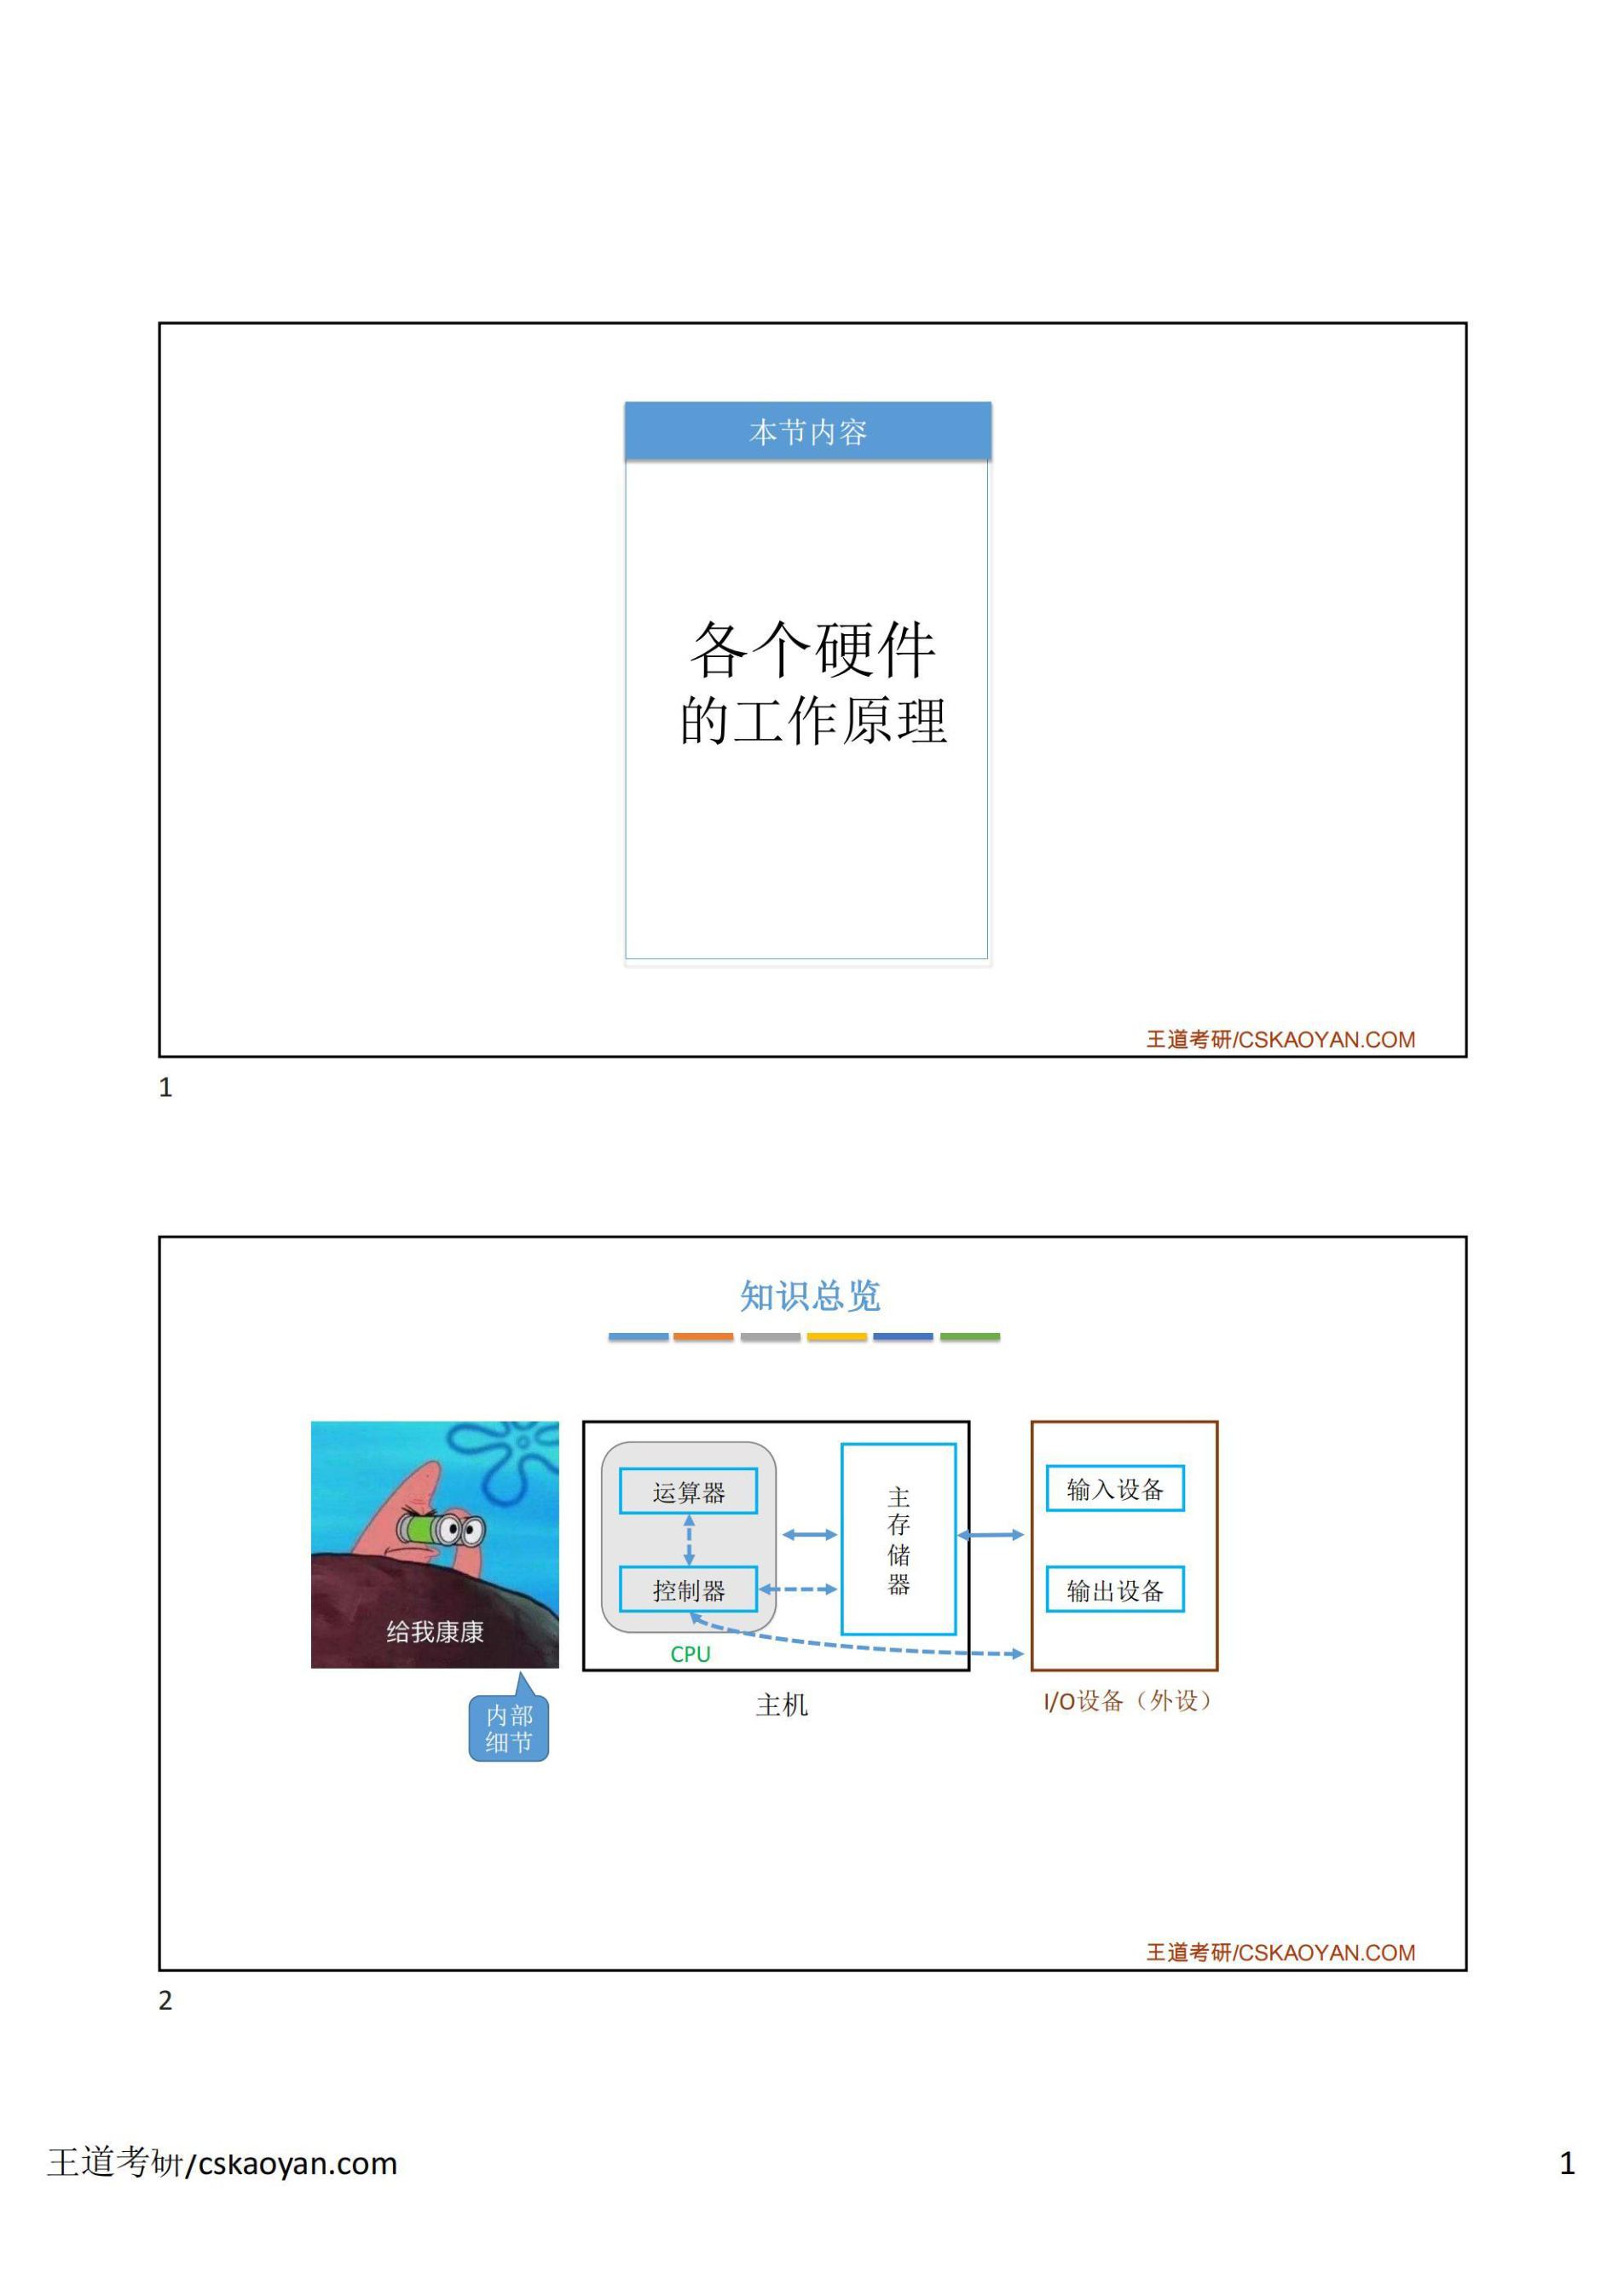 本节内容
各个硬件
的工作原理
王道考研/CSKAOYAN.COM
1
知识总览
给我康康
内部
细节
运算器
控制器
CPU
主
存
储
器
主机
输入设备
输出设备
I/O设备（外设）
王道考研/CSKAOYAN.COM
2
王道考研/cskaoyan.com
1